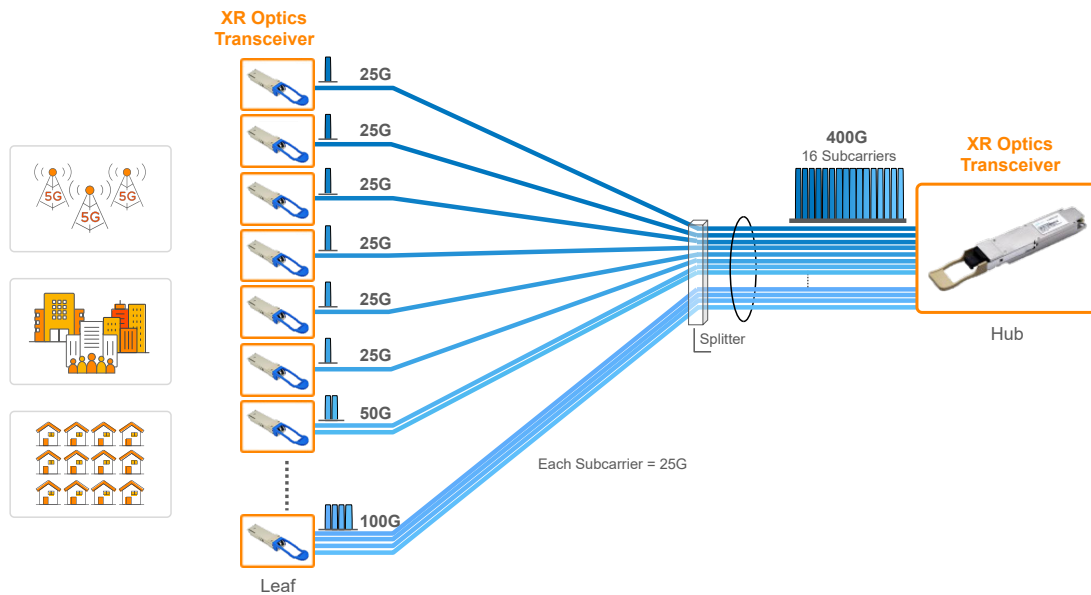 XR Optics
Transceiver
25G
25G
25G
25G
25G
25G
50G
100G
Leaf
5G
5G
5G
400G
16 Subcarriers
XR Optics
Transceiver
Splitter
Hub
Each Subcarrier = 25G